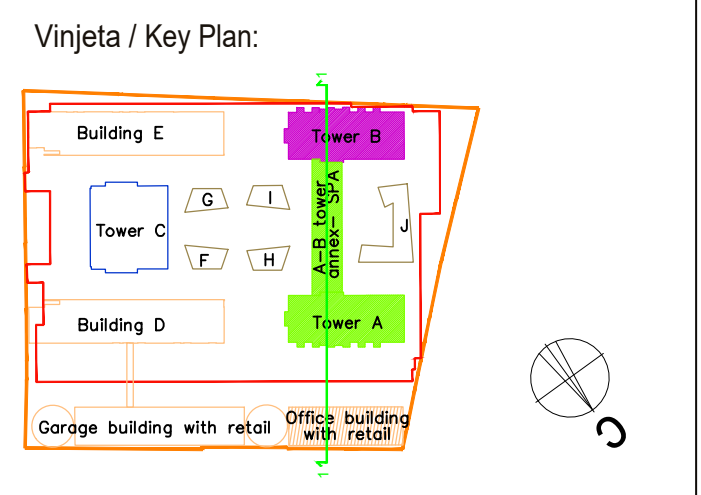 Vinjeta / Key Plan:
1
Building E
Tower B
G
I
A-B tower
annex- SPA
J
Tower C
F
H
Building D
Tower A
Garage building with retail
Office building
with retail
1
C